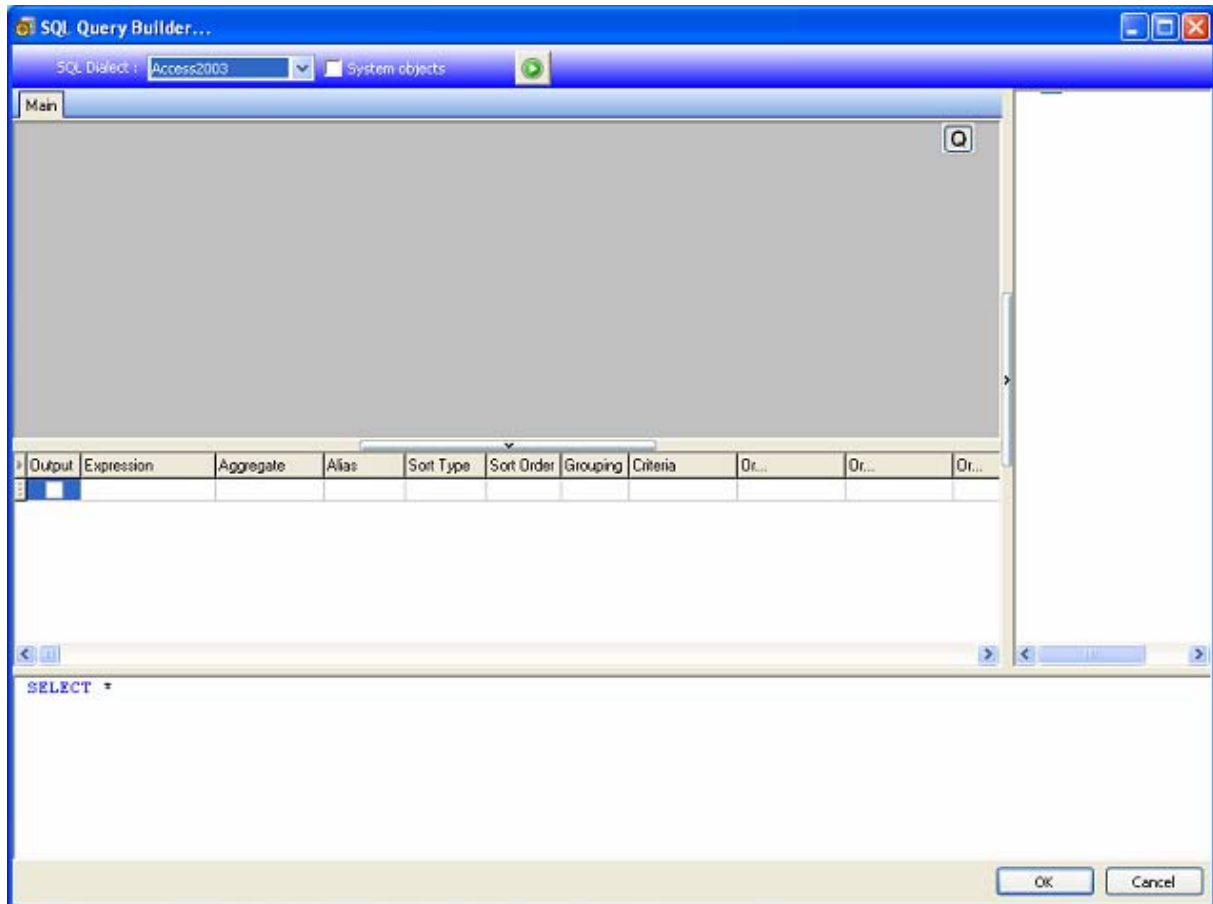 SQL Query Builder...
SQL Dialect : Access2003 System objects
Main
Q
Output Expression Aggregate Alias Sort Type Sort Order Grouping Criteria Or... Or... Or...
SELECT *
OK Cancel